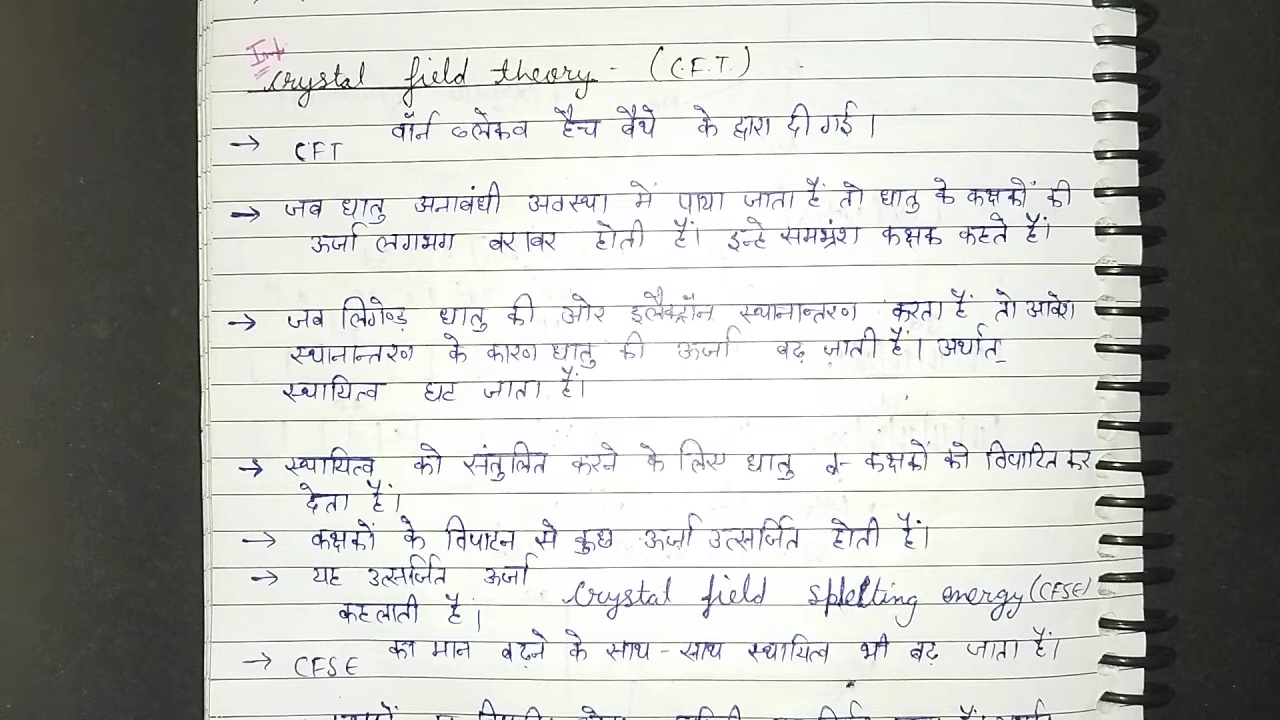 Imp.
crystal field theory - (C.F.T.)
→ CFT वॉर्न ब्लेकव हैन्च बैथे के द्वारा दी गई।
→ जब धातु अनाबंधी अवस्था में पाया जाता हैं तो धातु के कक्षकों की
ऊर्जा लगभग बराबर होती हैं। इन्हे समभ्रंश कक्षक कहते हैं।
→ जब लिगेण्ड धातु की ओर इलैक्ट्रॉन स्थानान्तरण करता हैं तो आवेश
स्थानान्तरण के कारण धातु की ऊर्जा बढ़ जाती हैं। अर्थात्
स्थायित्व घट जाता हैं।
→ स्थायित्व को संतुलित करने के लिए धातु d- कक्षकों को विपाटित कर
देता हैं।
→ कक्षकों के विपाटन से कुछ ऊर्जा उत्सर्जित होती हैं।
→ यह उत्सर्जित ऊर्जा crystal field splitting energy (CFSE)
कहलाती हैं।
→ CFSE का मान बढ़ने के साथ-साथ स्थायित्व भी बढ़ जाता हैं।